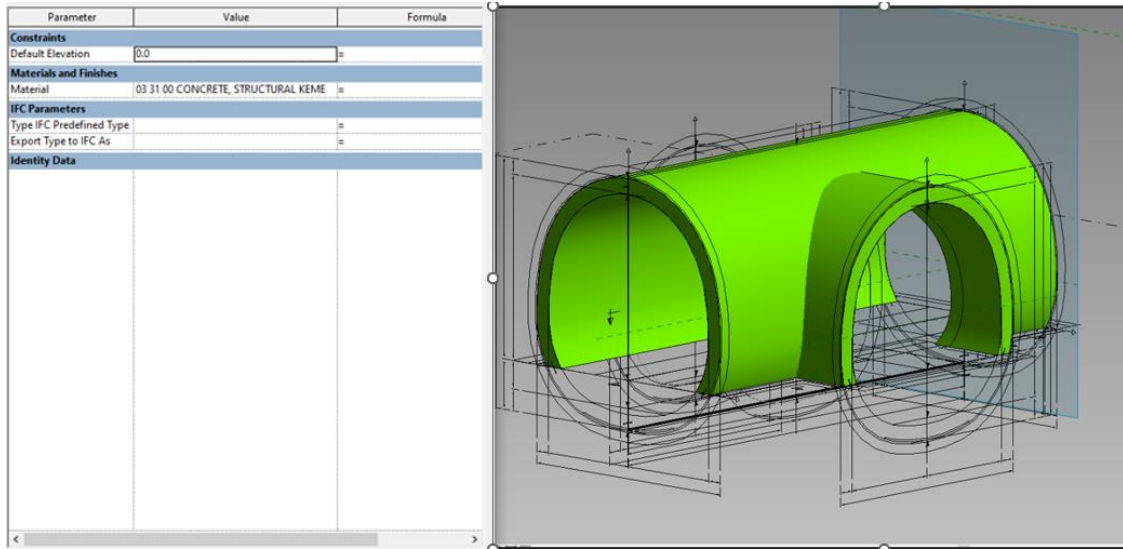 Parameter Value Formula
Constraints
Default Elevation 0.0 =
Materials and Finishes
Material 03 31 00 CONCRETE, STRUCTURAL KEME =
IFC Parameters
Type IFC Predefined Type =
Export Type to IFC As =
Identity Data